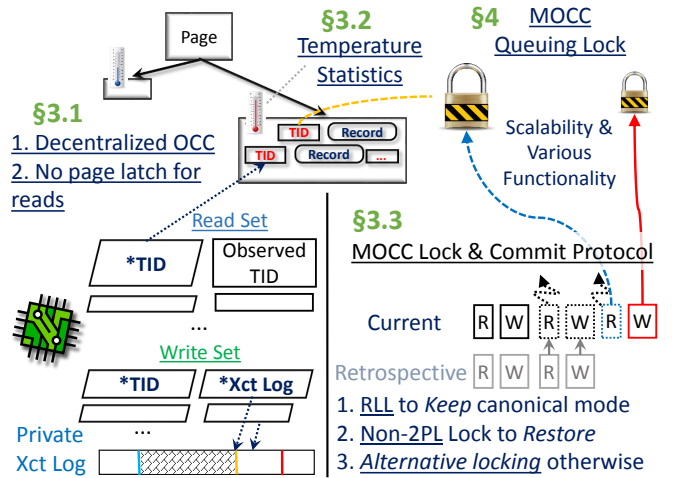 Page
§3.2
Temperature
Statistics
§4 MOCC
Queuing Lock
§3.1
1. Decentralized OCC
2. No page latch for
reads
TID Record
TID Record ...
Scalability &
Various
Functionality
Read Set
*TID Observed
TID
...
Write Set
*TID *Xct Log
...
Private
Xct Log
§3.3
MOCC Lock & Commit Protocol
Current R W R W R W
Retrospective R W R W
1. RLL to Keep canonical mode
2. Non-2PL Lock to Restore
3. Alternative locking otherwise